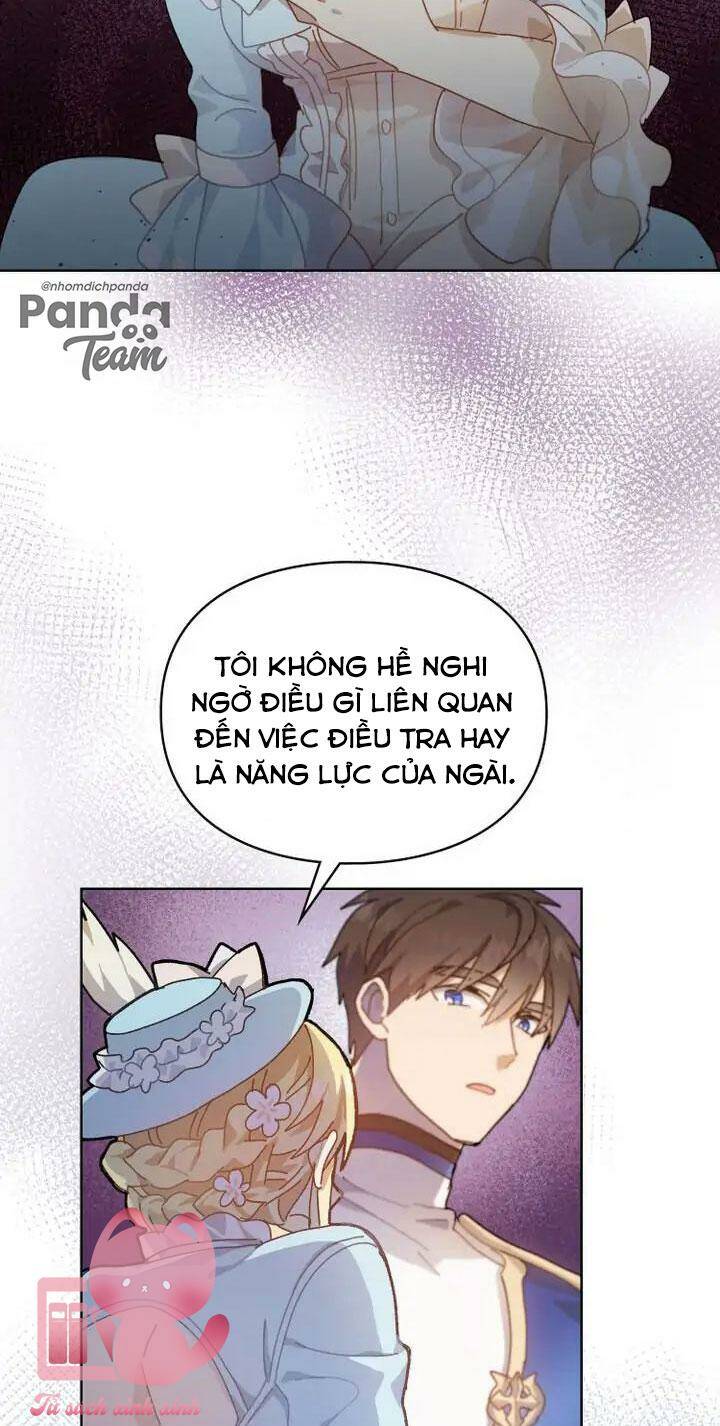 @nhomdichpanda
Panda
Team
TÔI KHÔNG HỀ NGHI
NGỜ ĐIỀU GÌ LIÊN QUAN
ĐẾN VIỆC ĐIỀU TRA HAY
LÀ NĂNG LỰC CỦA NGÀI.
Tủ sách xinh xinh